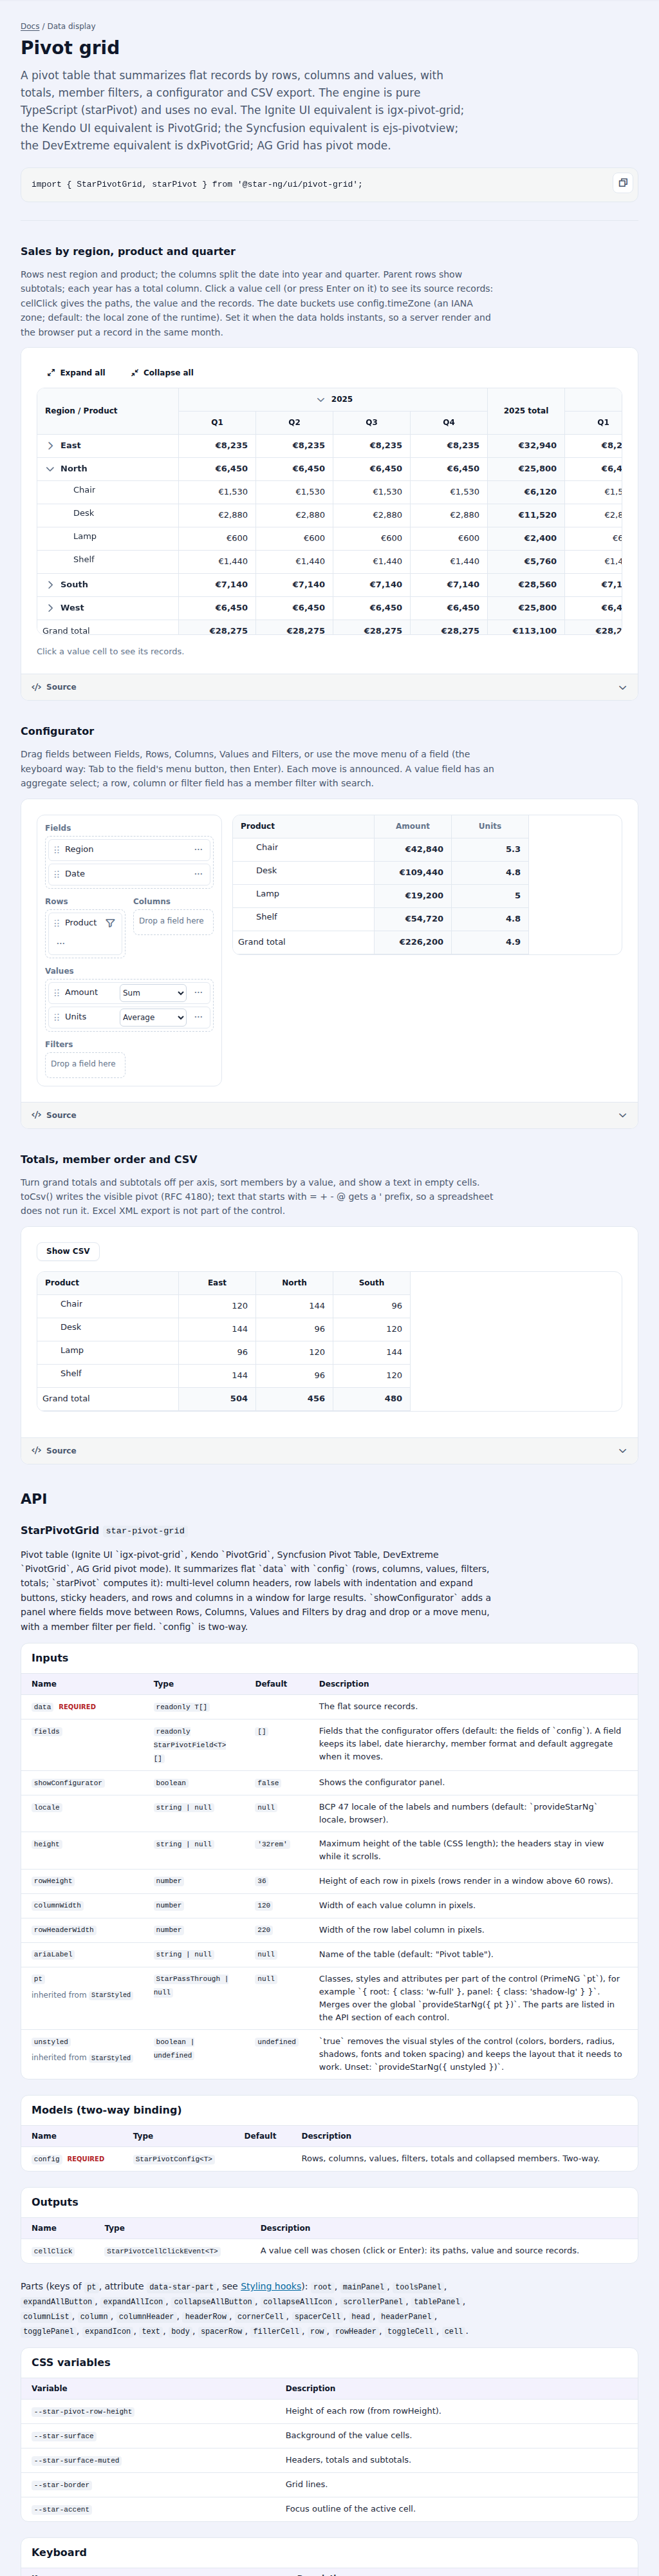 Docs / Data display
Pivot grid
A pivot table that summarizes flat records by rows, columns and values, with
totals, member filters, a configurator and CSV export. The engine is pure
TypeScript (starPivot) and uses no eval. The Ignite UI equivalent is igx-pivot-grid;
the Kendo UI equivalent is PivotGrid; the Syncfusion equivalent is ejs-pivotview;
the DevExtreme equivalent is dxPivotGrid; AG Grid has pivot mode.
import { StarPivotGrid, starPivot } from '@star-ng/ui/pivot-grid';
Sales by region, product and quarter
Rows nest region and product; the columns split the date into year and quarter. Parent rows show
subtotals; each year has a total column. Click a value cell (or press Enter on it) to see its source records:
cellClick gives the paths, the value and the records. The date buckets use config.timeZone (an IANA
zone; default: the local zone of the runtime). Set it when the data holds instants, so a server render and
the browser put a record in the same month.
Expand all Collapse all
Region / Product 2025 2025 total
Q1 Q2 Q3 Q4 Q1
East €8,235 €8,235 €8,235 €8,235 €32,940 €8,2
North €6,450 €6,450 €6,450 €6,450 €25,800 €6,4
Chair €1,530 €1,530 €1,530 €1,530 €6,120 €1,5
Desk €2,880 €2,880 €2,880 €2,880 €11,520 €2,8
Lamp €600 €600 €600 €600 €2,400 €6
Shelf €1,440 €1,440 €1,440 €1,440 €5,760 €1,4
South €7,140 €7,140 €7,140 €7,140 €28,560 €7,1
West €6,450 €6,450 €6,450 €6,450 €25,800 €6,4
Grand total €28,275 €28,275 €28,275 €28,275 €113,100 €28,2
Click a value cell to see its records.
</> Source
Configurator
Drag fields between Fields, Rows, Columns, Values and Filters, or use the move menu of a field (the
keyboard way: Tab to the field's menu button, then Enter). Each move is announced. A value field has an
aggregate select; a row, column or filter field has a member filter with search.
Fields
Region ...
Date ...
Rows Columns
Product Drop a field here
...
Values
Amount Sum ...
Units Average ...
Filters
Drop a field here
Product Amount Units
Chair €42,840 5.3
Desk €109,440 4.8
Lamp €19,200 5
Shelf €54,720 4.8
Grand total €226,200 4.9
</> Source
Totals, member order and CSV
Turn grand totals and subtotals off per axis, sort members by a value, and show a text in empty cells.
toCsv() writes the visible pivot (RFC 4180); text that starts with = + - @ gets a ' prefix, so a spreadsheet
does not run it. Excel XML export is not part of the control.
Show CSV
Product East North South
Chair 120 144 96
Desk 144 96 120
Lamp 96 120 144
Shelf 144 96 120
Grand total 504 456 480
</> Source
API
StarPivotGrid star-pivot-grid
Pivot table (Ignite UI `igx-pivot-grid`, Kendo `PivotGrid`, Syncfusion Pivot Table, DevExtreme
`PivotGrid`, AG Grid pivot mode). It summarizes flat `data` with `config` (rows, columns, values, filters,
totals; `starPivot` computes it): multi-level column headers, row labels with indentation and expand
buttons, sticky headers, and rows and columns in a window for large results. `showConfigurator` adds a
panel where fields move between Rows, Columns, Values and Filters by drag and drop or a move menu,
with a member filter per field. `config` is two-way.
Inputs
Name Type Default Description
data REQUIRED readonly T[] The flat source records.
fields readonly StarPivotField<T>[] [] Fields that the configurator offers (default: the fields of `config`). A field
keeps its label, date hierarchy, member format and default aggregate
when it moves.
showConfigurator boolean false Shows the configurator panel.
locale string | null null BCP 47 locale of the labels and numbers (default: `provideStarNg`
locale, browser).
height string | null '32rem' Maximum height of the table (CSS length); the headers stay in view
while it scrolls.
rowHeight number 36 Height of each row in pixels (rows render in a window above 60 rows).
columnWidth number 120 Width of each value column in pixels.
rowHeaderWidth number 220 Width of the row label column in pixels.
ariaLabel string | null null Name of the table (default: "Pivot table").
pt StarPassThrough | null null Classes, styles and attributes per part of the control (PrimeNG `pt`), for
inherited from StarStyled example `{ root: { class: 'w-full' }, panel: { class: 'shadow-lg' } }`.
Merges over the global `provideStarNg({ pt })`. The parts are listed in
the API section of each control.
unstyled boolean | undefined undefined `true` removes the visual styles of the control (colors, borders, radius,
inherited from StarStyled shadows, fonts and token spacing) and keeps the layout that it needs to
work. Unset: `provideStarNg({ unstyled })`.
Models (two-way binding)
Name Type Default Description
config REQUIRED StarPivotConfig<T> Rows, columns, values, filters, totals and collapsed members. Two-way.
Outputs
Name Type Description
cellClick StarPivotCellClickEvent<T> A value cell was chosen (click or Enter): its paths, value and source records.
Parts (keys of pt, attribute data-star-part, see Styling hooks): root, mainPanel, toolsPanel,
expandAllButton, expandAllIcon, collapseAllButton, collapseAllIcon, scrollerPanel, tablePanel,
columnList, column, columnHeader, headerRow, cornerCell, spacerCell, head, headerPanel,
togglePanel, expandIcon, text, body, spacerRow, fillerCell, row, rowHeader, toggleCell, cell.
CSS variables
Variable Description
--star-pivot-row-height Height of each row (from rowHeight).
--star-surface Background of the value cells.
--star-surface-muted Headers, totals and subtotals.
--star-border Grid lines.
--star-accent Focus outline of the active cell.
Keyboard